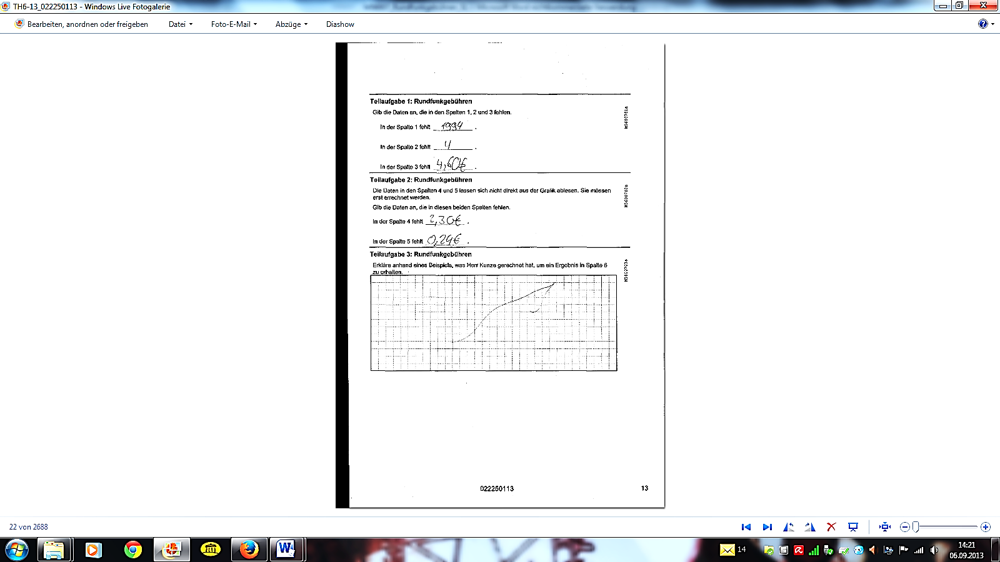 TH6-13_022250113 - Windows Live Fotogalerie
Bearbeiten, anordnen oder freigeben Datei Foto-E-Mail Abzüge Diashow
Teilaufgabe 1: Rundfunkgebühren
Gib die Daten an, die in den Spalten 1, 2 und 3 fehlen.
In der Spalte 1 fehlt 1994.
In der Spalte 2 fehlt 4.
In der Spalte 3 fehlt 4,60€.
M5600701a
Teilaufgabe 2: Rundfunkgebühren
Die Daten in den Spalten 4 und 5 lassen sich nicht direkt aus der Grafik ablesen. Sie müssen
erst errechnet werden.
Gib die Daten an, die in diesen beiden Spalten fehlen.
In der Spalte 4 fehlt 2,30€.
In der Spalte 5 fehlt 0,29€.
M5600702a
Teilaufgabe 3: Rundfunkgebühren
Erkläre anhand eines Beispiels, was Herr Kunze gerechnet hat, um ein Ergebnis in Spalte 6
zu erhalten.
M5600703a
022250113 13
22 von 2688
14
14:21
06.09.2013